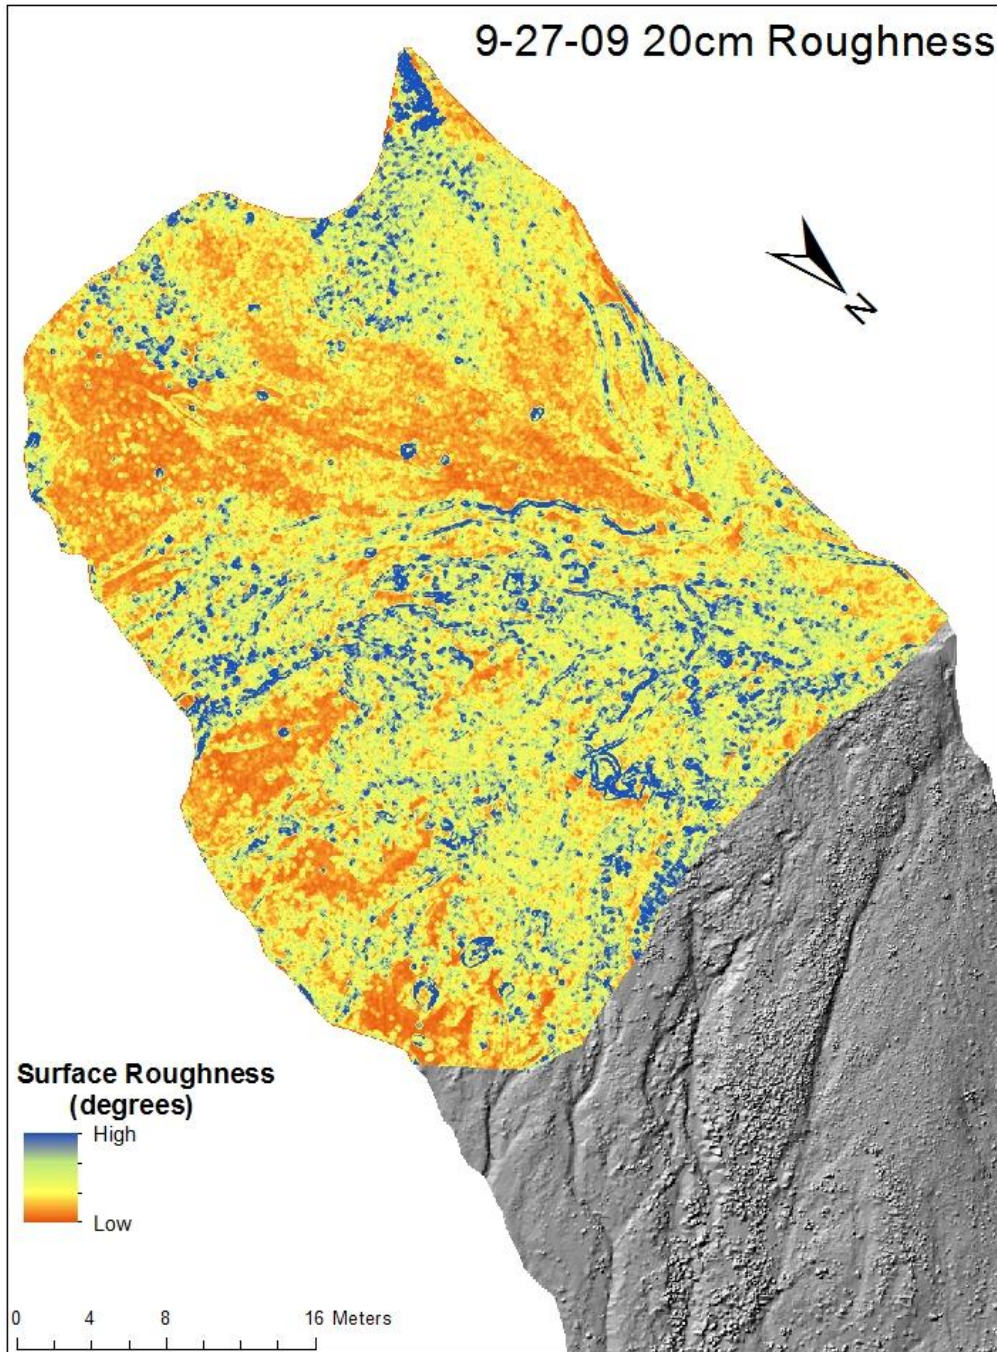 9-27-09 20cm Roughness
N
Surface Roughness
(degrees)
High
Low
0 4 8 16 Meters